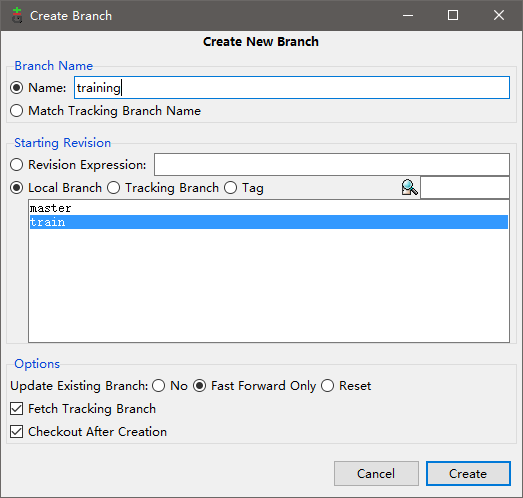 Create Branch
Create New Branch
Branch Name
Name: training
Match Tracking Branch Name
Starting Revision
Revision Expression:
Local Branch Tracking Branch Tag
master
train
Options
Update Existing Branch: No Fast Forward Only Reset
Fetch Tracking Branch
Checkout After Creation
Cancel Create